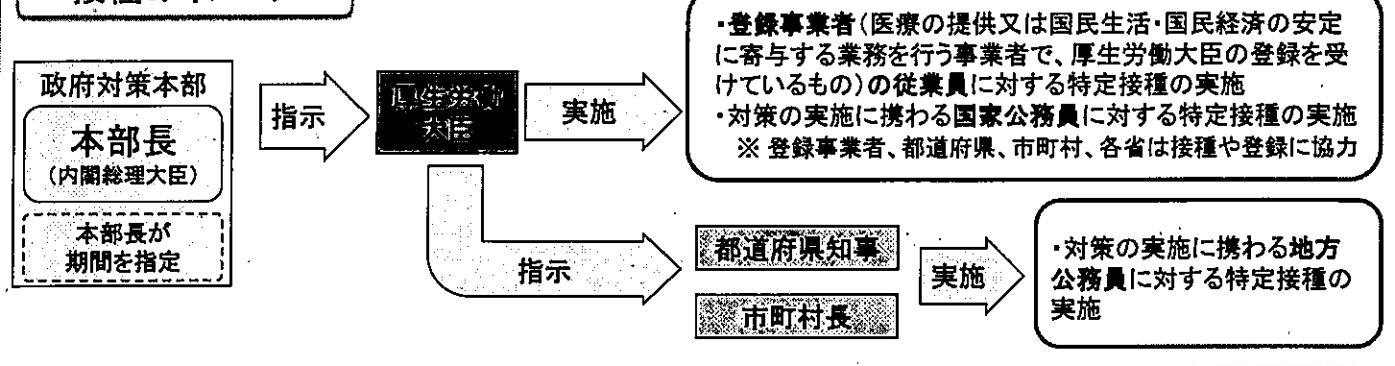 ・登録事業者(医療の提供又は国民生活・国民経済の安定
に寄与する業務を行う事業者で、厚生労働大臣の登録を受
けているもの)の従業員に対する特定接種の実施
・対策の実施に携わる国家公務員に対する特定接種の実施
※ 登録事業者、都道府県、市町村、各省は接種や登録に協力
政府対策本部
本部長
(内閣総理大臣)
本部長が
期間を指定
指示
厚生労働
大臣
実施
指示
都道府県知事
市町村長
実施
・対策の実施に携わる地方
公務員に対する特定接種の
実施